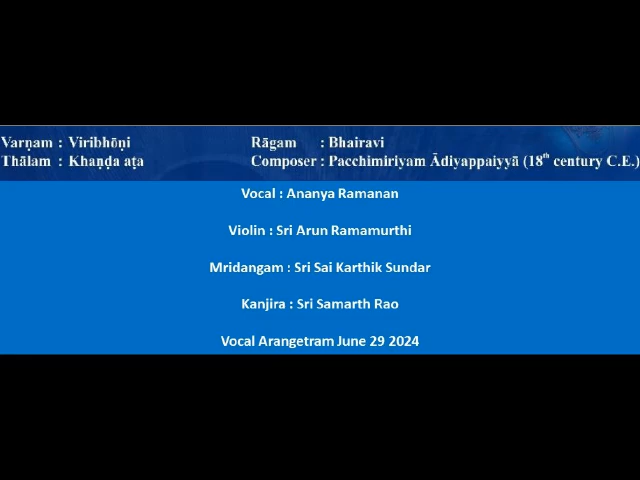 Varṇam : Viribhōṇi Rāgam : Bhairavi
Thālam : Khaṇḍa aṭa Composer : Pacchimiriyam Ādiyappaiyyā (18th century C.E.)
Vocal : Ananya Ramanan
Violin : Sri Arun Ramamurthi
Mridangam : Sri Sai Karthik Sundar
Kanjira : Sri Samarth Rao
Vocal Arangetram June 29 2024